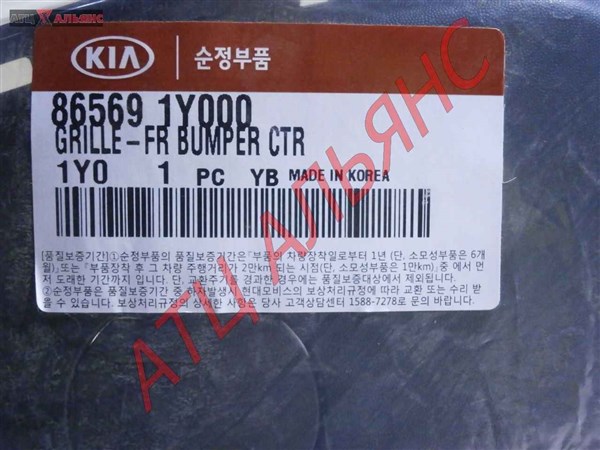 АТЦ АЛЬЯНС
KIA 순정부품
86569 1Y000
GRILLE-FR BUMPER CTR
1Y0 1 PC YB MADE IN KOREA
[품질보증기간]①순정부품의 품질보증기간은「부품의 차량장착일로부터 1년 (단, 소모성부품은 6개
월)」또는「부품장착 후 그 차량 주행거리가 2만km 되는 시점(단, 소모성부품은 1만km)」중 에서 먼
저 도래한 기간까지 입니다. 단, 교환주기를 경과한 경우에는 품질보증대상에서 제외됩니다.
②순정부품은 품질보증기간 중 하자발생시 현대모비스의 보상처리규정에 따라 교환 또는 수리 받
을 수 있습니다. 보상처리규정의 상세한 사항은 당사 고객상담센터 1588-7278로 문의 바랍니다.
АТЦ АЛЬЯНС